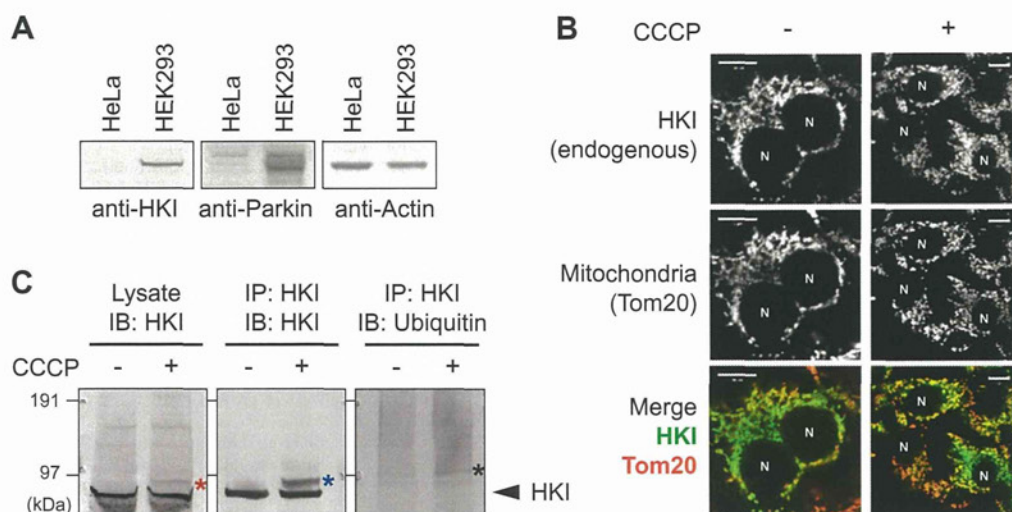 A
HeLa
HEK293
HeLa
HEK293
HeLa
HEK293
anti-HKI
anti-Parkin
anti-Actin
B
CCCP
-
+
HKI
(endogenous)
N
N
N
N
N
Mitochondria
(Tom20)
N
N
N
N
N
Merge
HKI
Tom20
N
N
N
N
N
C
Lysate
IB: HKI
IP: HKI
IB: HKI
IP: HKI
IB: Ubiquitin
CCCP
-
+
-
+
-
+
191
97
(kDa)
*
*
*
HKI